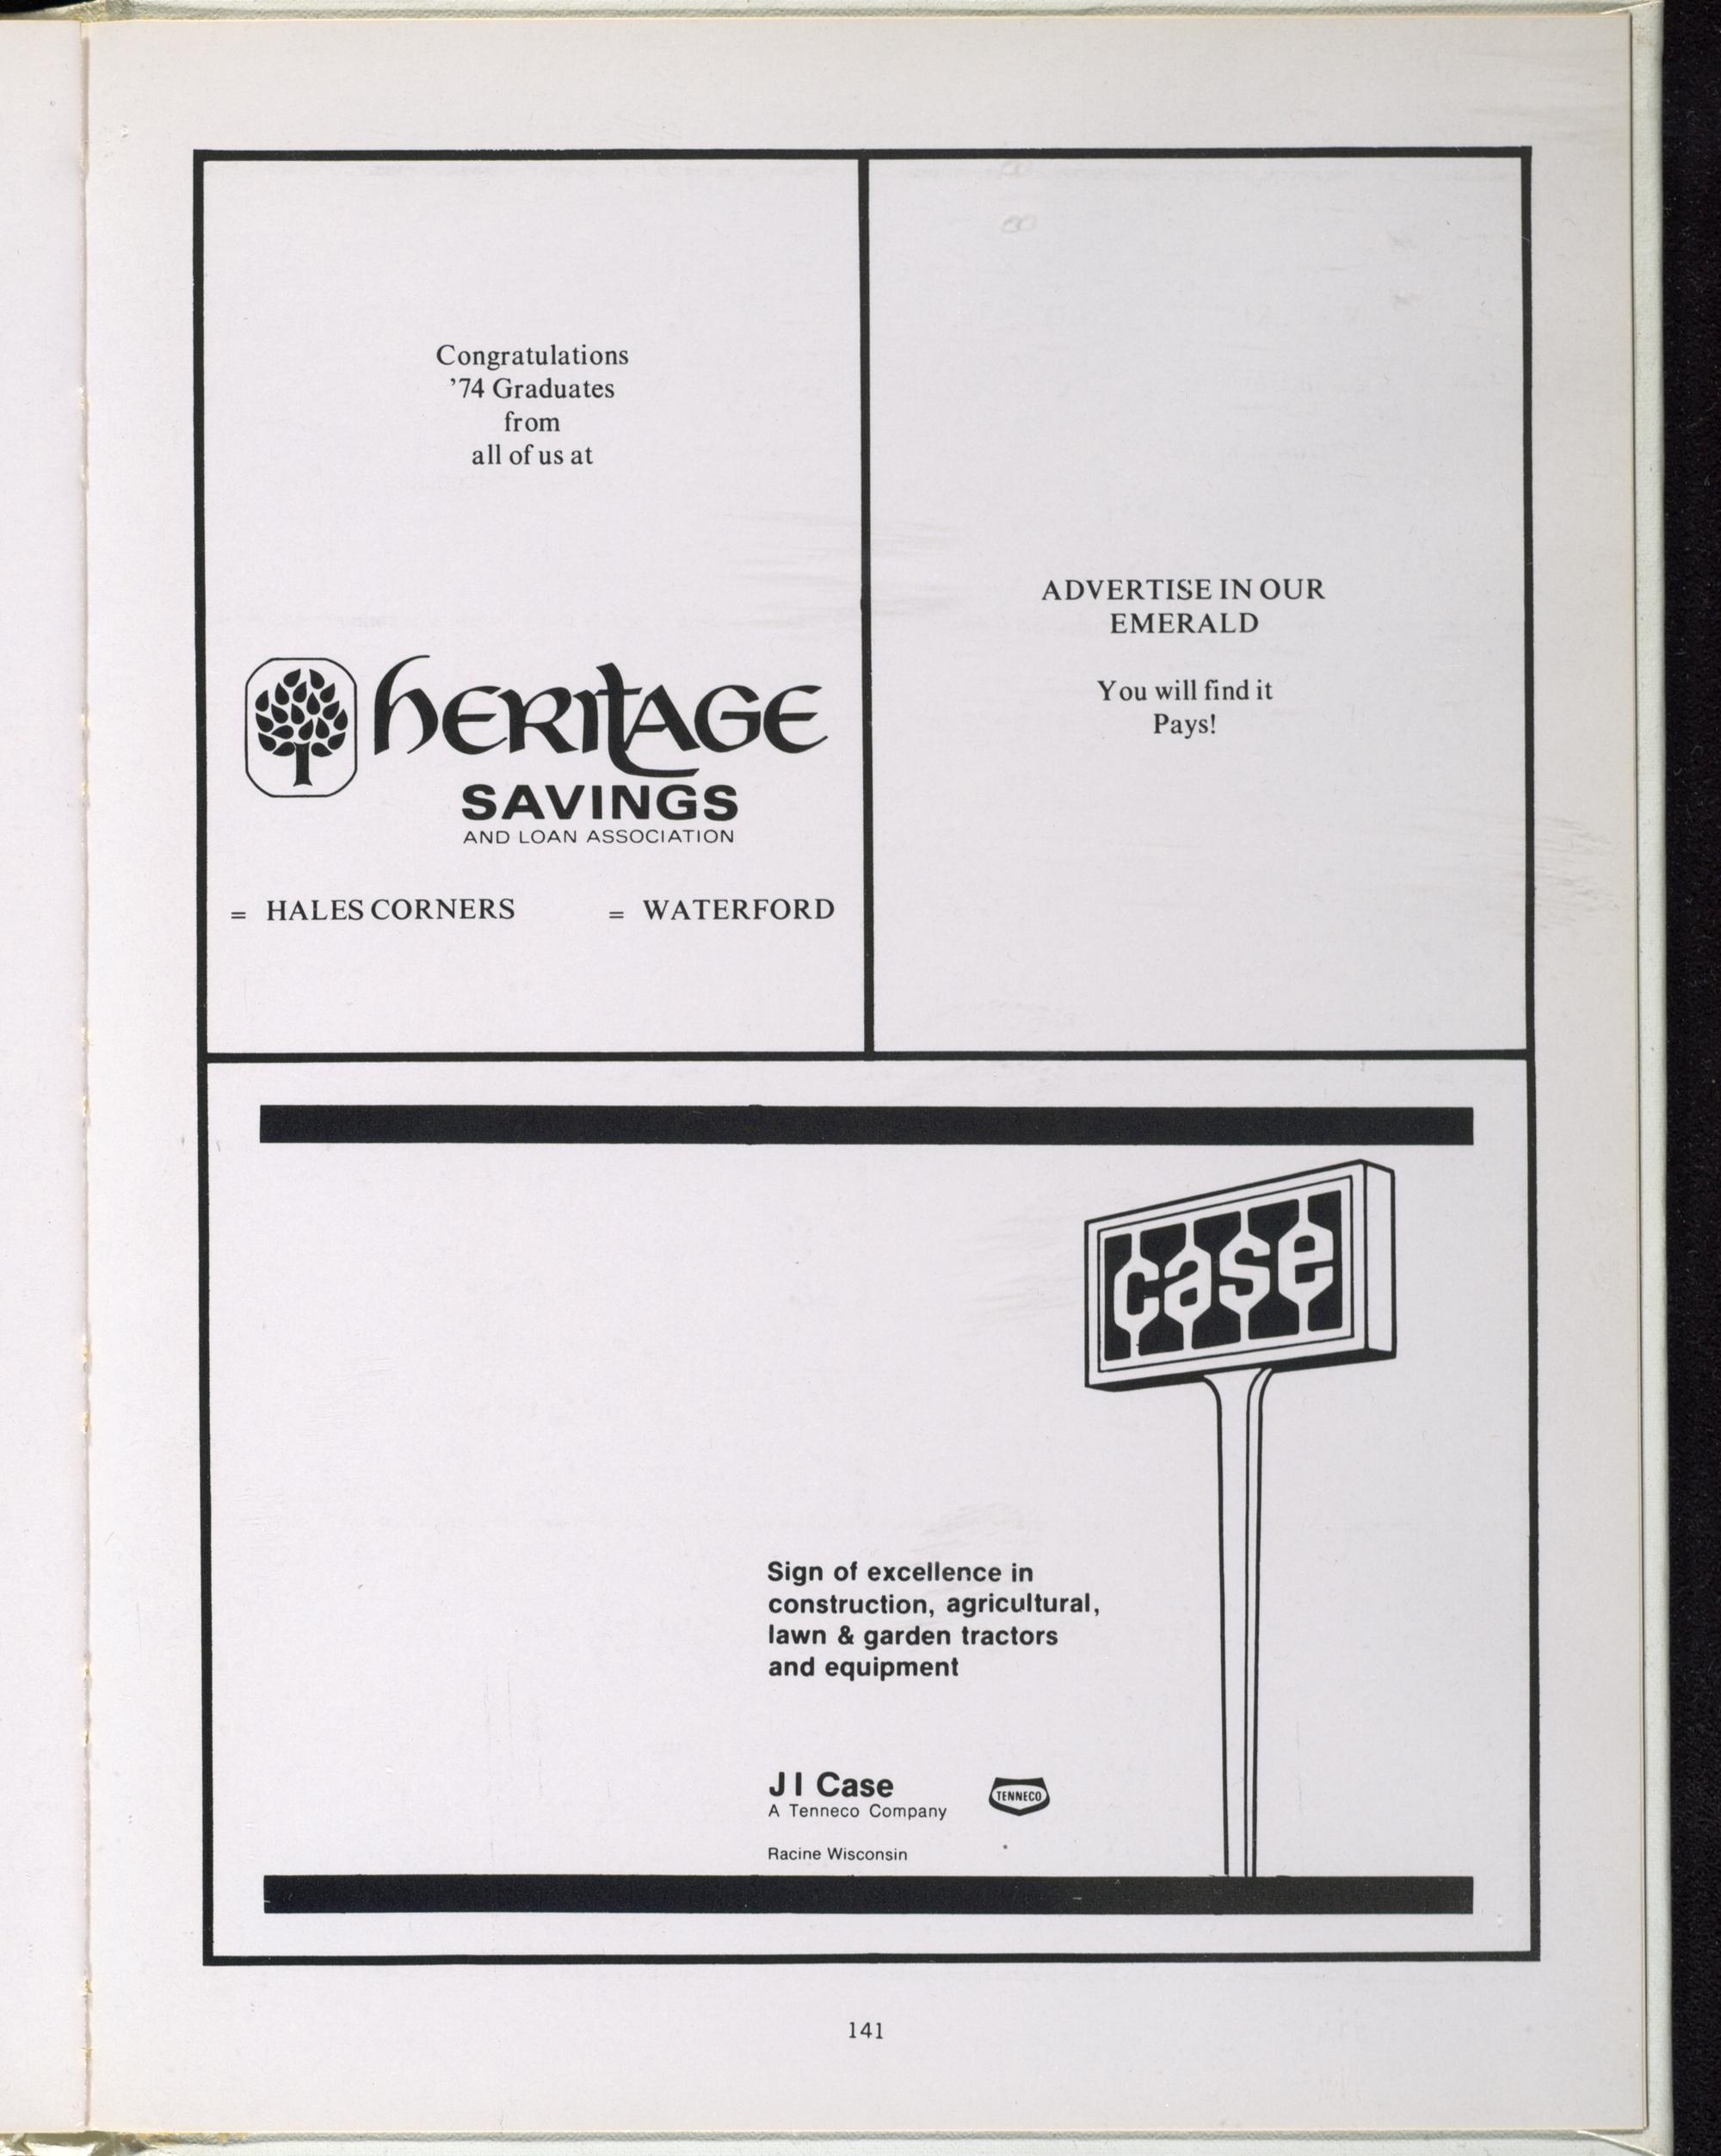 Congratulations
’74 Graduates
from
all of us at
heritage
SAVINGS
AND LOAN ASSOCIATION
= HALES CORNERS = WATERFORD
ADVERTISE IN OUR
EMERALD
You will find it
Pays!
case
Sign of excellence in
construction, agricultural,
lawn & garden tractors
and equipment
J I Case
A Tenneco Company
TENNECO
Racine Wisconsin
141